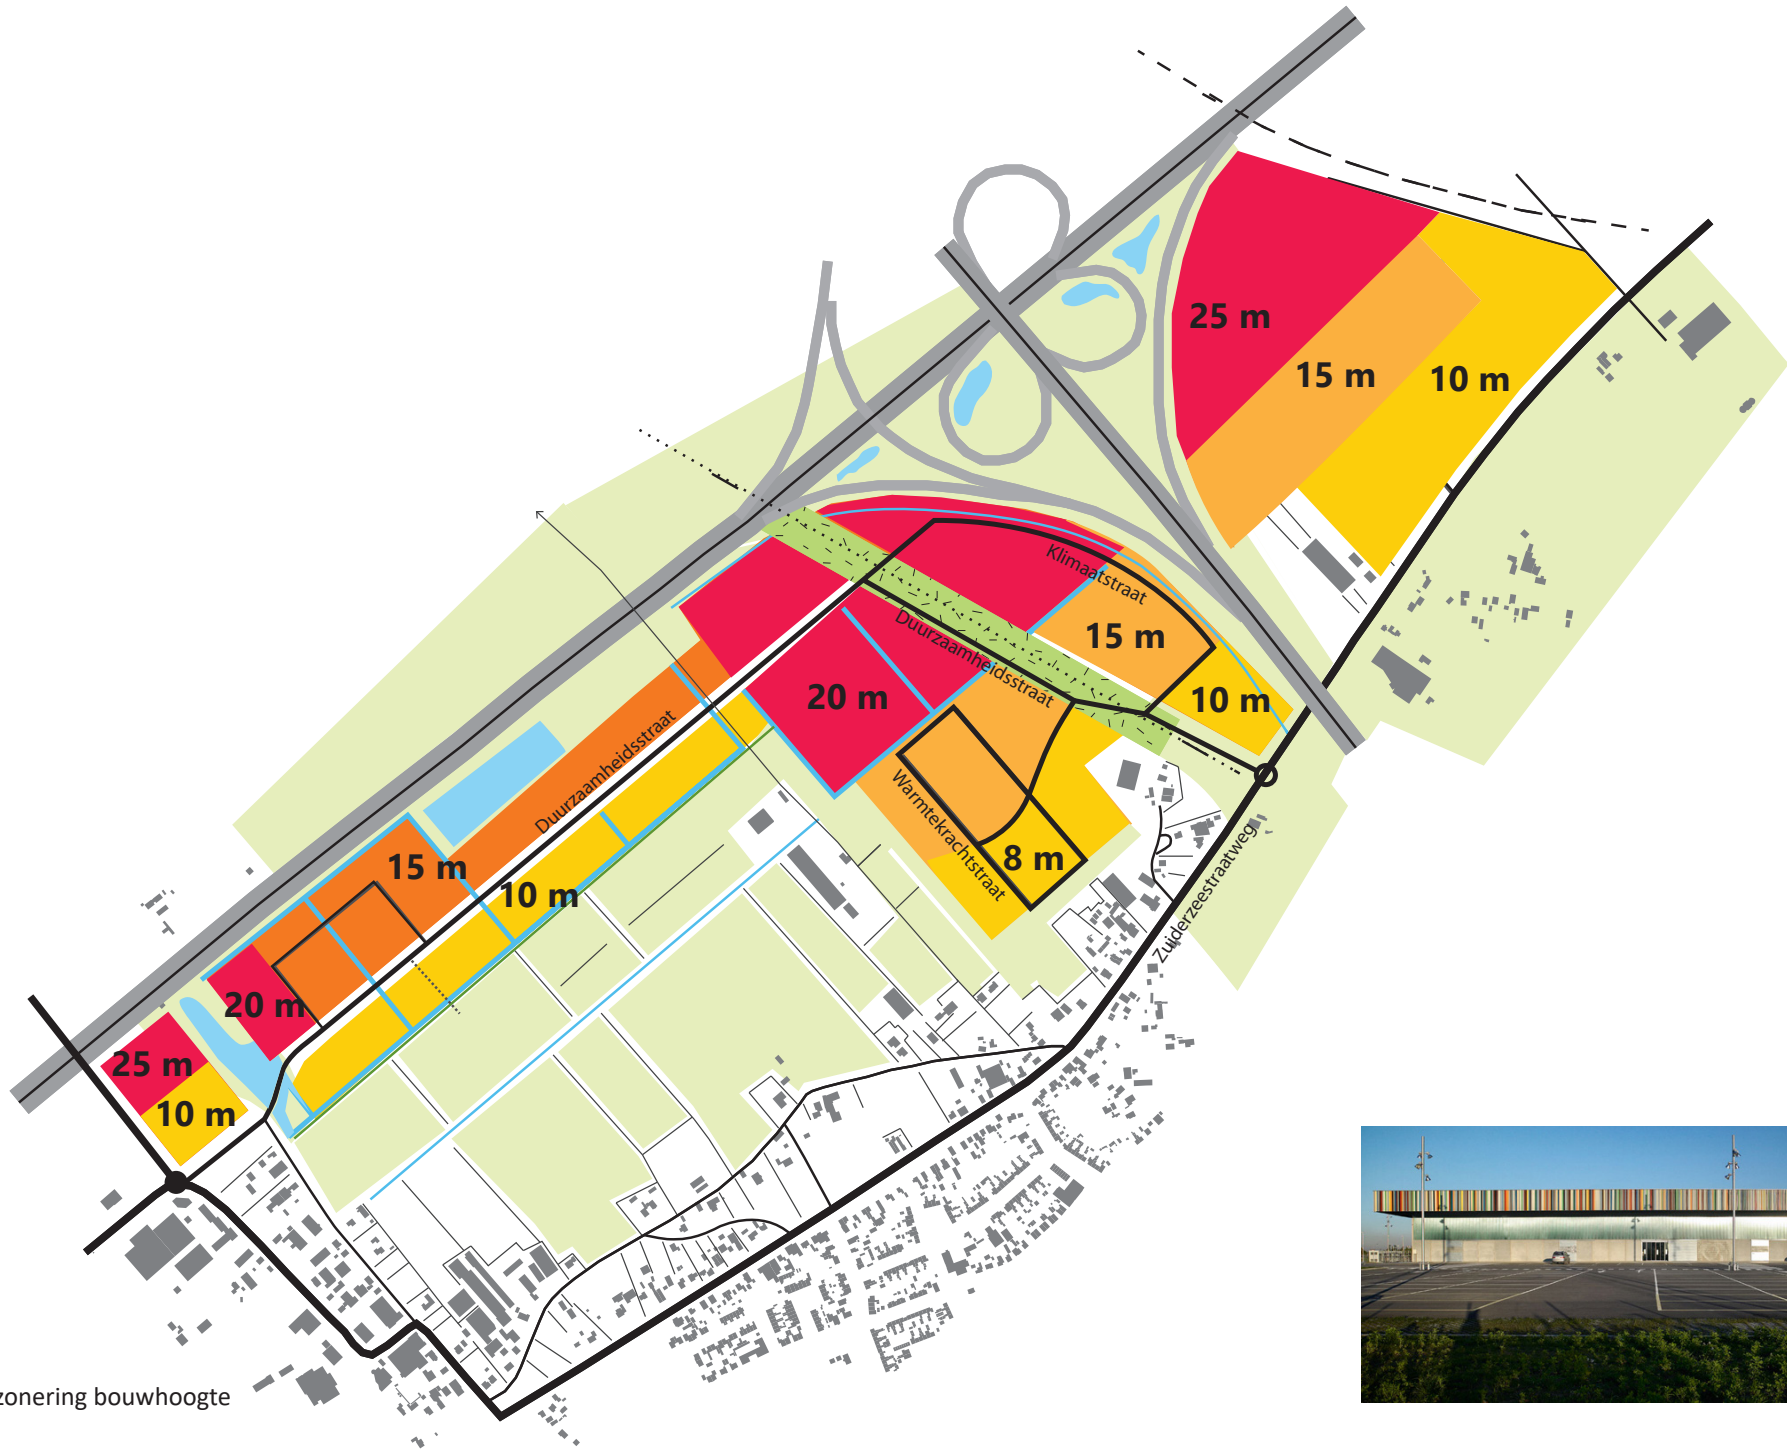 25 m
15 m
10 m
Klimaatstraat
15 m
Duurzaamheidsstraat
20 m
10 m
Duurzaamheidsstraat
Warmtekrachtstraat
8 m
15 m
10 m
Zuiderzeestraatweg
20 m
25 m
10 m
zonering bouwhoogte